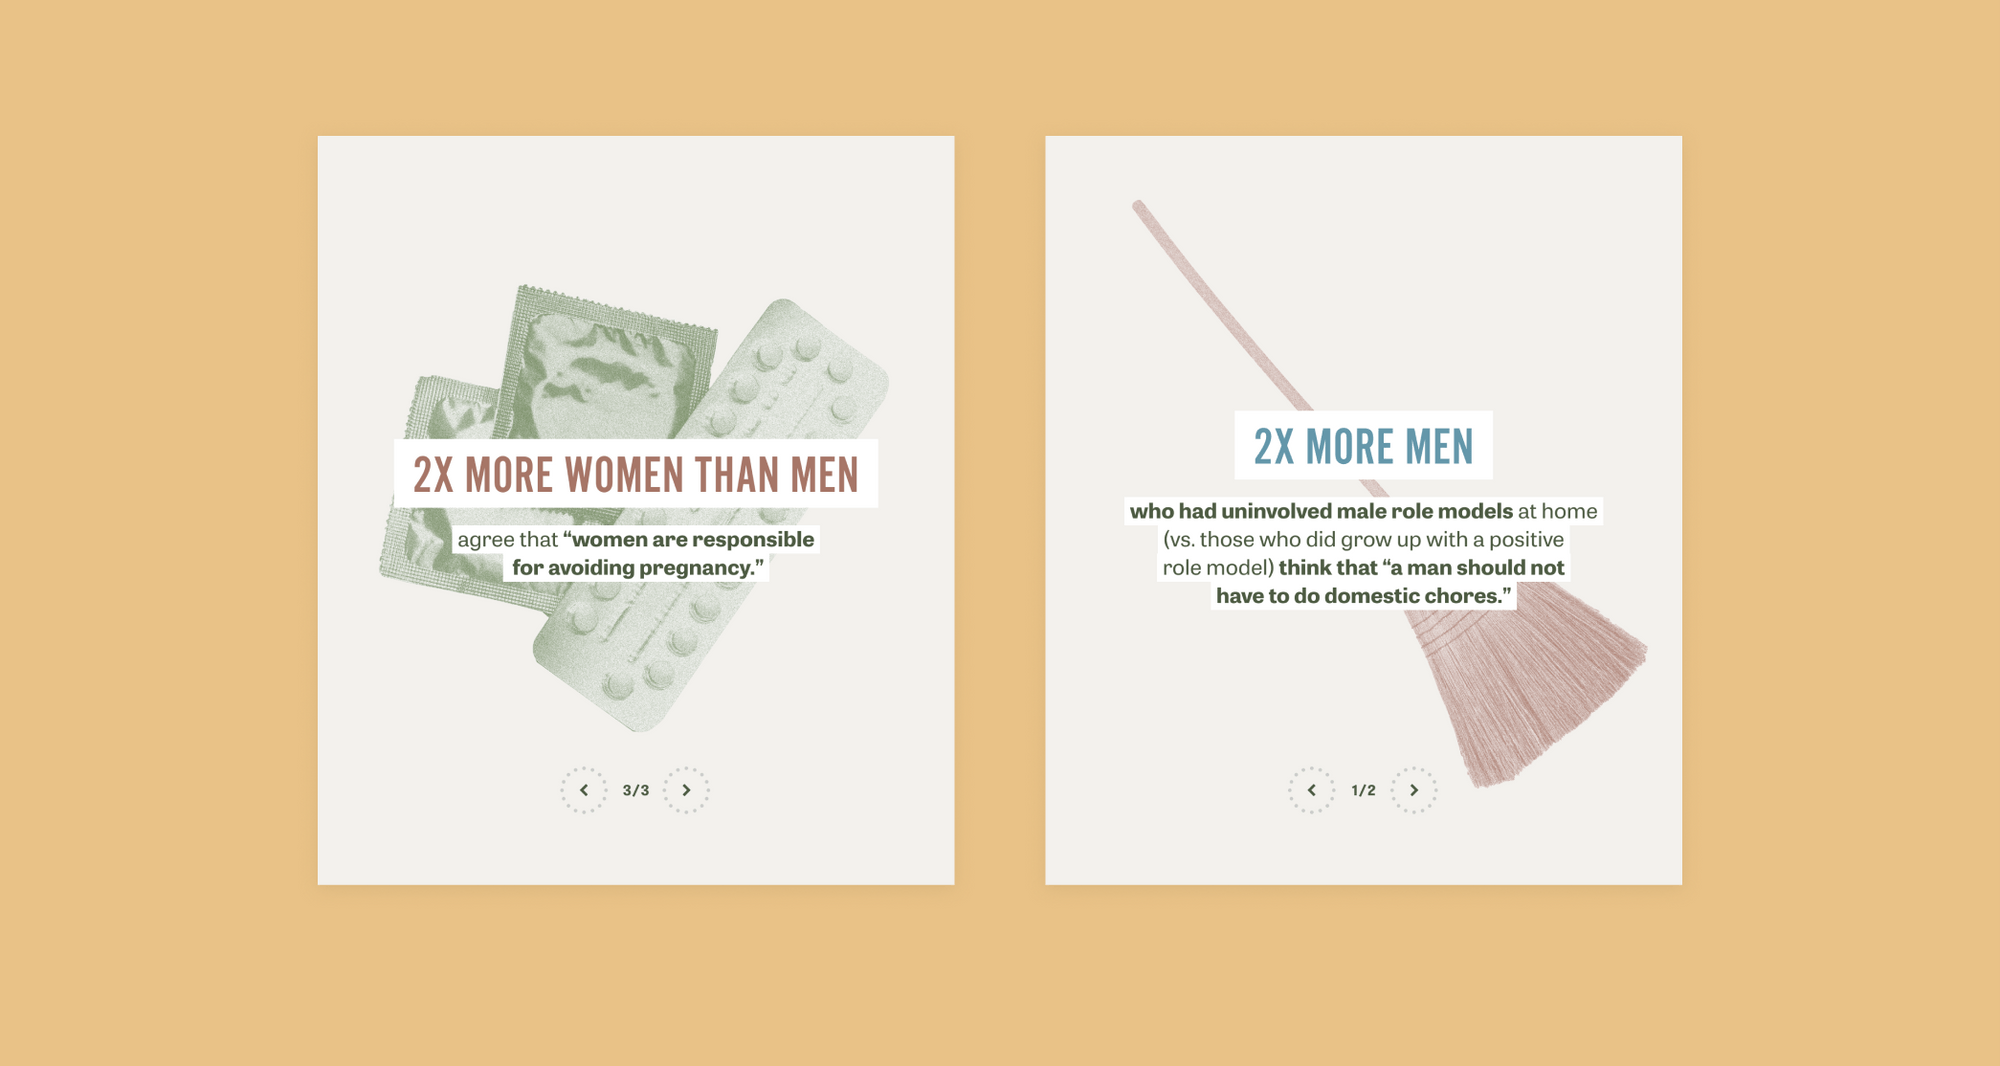 2X MORE WOMEN THAN MEN
agree that “women are responsible
for avoiding pregnancy.”
3/3
2X MORE MEN
who had uninvolved male role models at home
(vs. those who did grow up with a positive
role model) think that “a man should not
have to do domestic chores.”
1/2